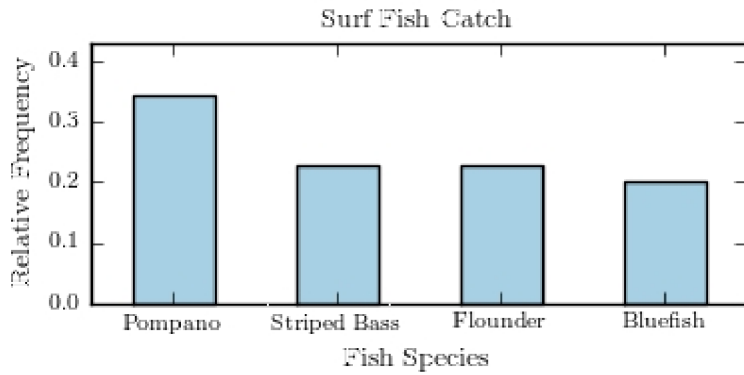 Surf Fish Catch
Relative Frequency
0.4
0.3
0.2
0.1
0.0
Pompano
Striped Bass
Flounder
Bluefish
Fish Species